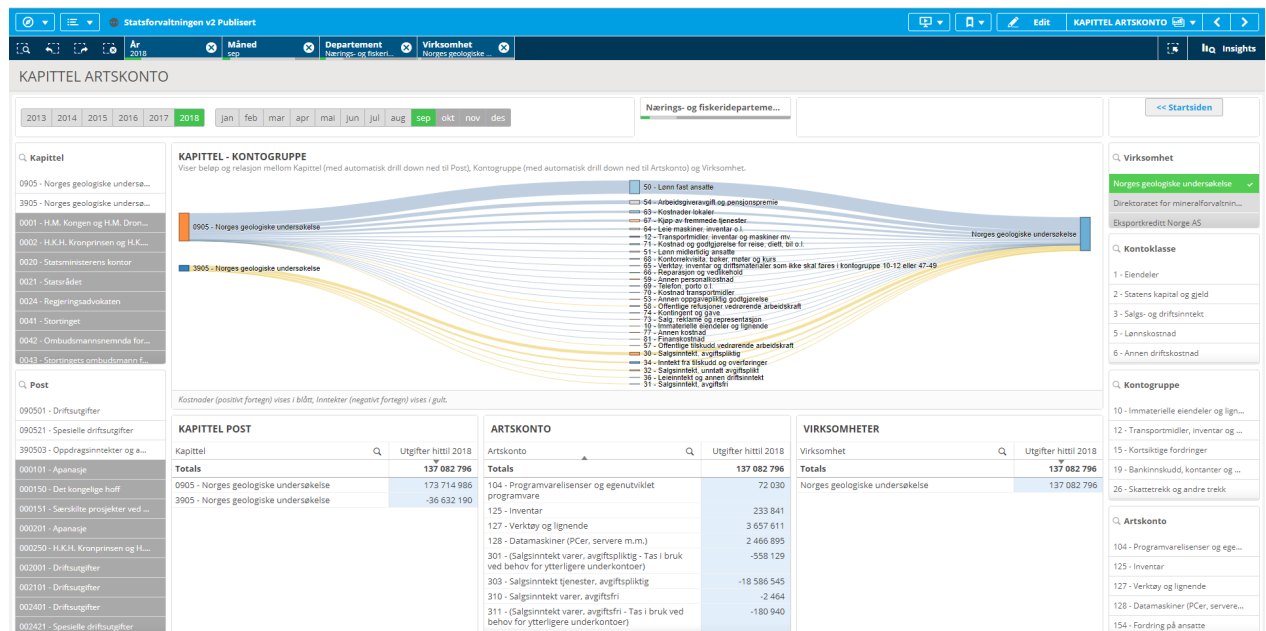 Statsforvaltningen v2 Publisert
Edit
KAPITTEL ARTSKONTO
År
2018
Måned
sep
Departement
Nærings- og fiskeri...
Virksomhet
Norges geologiske ...
Insights
KAPITTEL ARTSKONTO
2013 2014 2015 2016 2017 2018
jan feb mar apr mai jun jul aug sep okt nov des
Nærings- og fiskerideparteme...
<< Startsiden
Kapittel
0905 - Norges geologiske undersø...
3905 - Norges geologiske undersø...
0001 - H.M. Kongen og H.M. Dron...
0002 - H.K.H. Kronprinsen og H.K....
0020 - Statsministerens kontor
0021 - Statsrådet
0024 - Regjeringsadvokaten
0041 - Stortinget
0042 - Ombudsmannsnemnda for...
0043 - Stortingets ombudsmann f...
Post
090501 - Driftsutgifter
090521 - Spesielle driftsutgifter
390503 - Oppdragsinntekter og a...
000101 - Apanasje
000150 - Det kongelige hoff
000151 - Særskilte prosjekter ved ...
000201 - Apanasje
000250 - H.K.H. Kronprinsen og H....
002001 - Driftsutgifter
002101 - Driftsutgifter
002401 - Driftsutgifter
002421 - Spesielle driftsutgifter
KAPITTEL - KONTOGRUPPE
Viser beløp og relasjon mellom Kapittel (med automatisk drill down ned til Post), Kontogruppe (med automatisk drill down ned til Artskonto) og Virksomhet.
0905 - Norges geologiske undersøkelse
3905 - Norges geologiske undersøkelse
50 - Lønn fast ansatte
54 - Arbeidsgiveravgift og pensjonspremie
63 - Kostnader lokaler
67 - Kjøp av fremmede tjenester
64 - Leie maskiner, inventar o.l.
12 - Transportmidler, inventar og maskiner mv.
71 - Kostnad og godtgjørelse for reise, diett, bil o.l.
51 - Lønn midlertidig ansatte
68 - Kontorrekvisita, bøker, møter og kurs
65 - Verktøy, inventar og driftsmaterialer som ikke skal føres i kontogruppe 10-12 eller 47-49
66 - Reparasjon og vedlikehold
59 - Annen personalkostnad
69 - Telefon, porto o.l
70 - Kostnad transportmidler
53 - Annen oppgavepliktig godtgjørelse
58 - Offentlige refusjoner vedrørende arbeidskraft
74 - Kontingent og gave
73 - Salg, reklame og representasjon
10 - Immatrielle eiendeler og lignende
77 - Annen kostnad
81 - Finanskostnad
57 - Offentlige tilskudd vedrørende arbeidskraft
30 - Salgsinntekt, avgiftspliktig
34 - Inntekt fra tilskudd og overføringer
32 - Salgsinntekt, unntatt avgiftsplikt
36 - Leieinntekt og annen driftsinntekt
31 - Salgsinntekt, avgiftsfri
Norges geologiske undersøkelse
Kostnader (positivt fortegn) vises i blått, Inntekter (negativt fortegn) vises i gult.
KAPITTEL POST
Kapittel Utgifter hittil 2018
Totals 137 082 796
0905 - Norges geologiske undersøkelse 173 714 986
3905 - Norges geologiske undersøkelse -36 632 190
ARTSKONTO
Artskonto Utgifter hittil 2018
Totals 137 082 796
104 - Programvarelisenser og egenutviklet
programvare 72 030
125 - Inventar 233 841
127 - Verktøy og lignende 3 657 611
128 - Datamaskiner (PCer, servere m.m.) 2 466 895
301 - (Salgsinntekt varer, avgiftspliktig - Tas i bruk
ved behov for ytterligere underkontoer) -558 129
303 - Salgsinntekt tjenester, avgiftspliktig -18 586 545
310 - Salgsinntekt varer, avgiftsfri -2 464
311 - (Salgsinntekt varer, avgiftsfri - Tas i bruk ved
behov for ytterligere underkontoer) -180 940
VIRKSOMHETER
Virksomhet Utgifter hittil 2018
Totals 137 082 796
Norges geologiske undersøkelse 137 082 796
Virksomhet
Norges geologiske undersøkelse
Direktoratet for mineralforvaltnin...
Eksportkreditt Norge AS
Kontoklasse
1 - Eiendeler
2 - Statens kapital og gjeld
3 - Salgs- og driftsinntekt
5 - Lønnskostnad
6 - Annen driftskostnad
Kontogruppe
10 - Immaterielle eiendeler og lign...
12 - Transportmidler, inventar og ...
15 - Kortsiktige fordringer
19 - Bankinnskudd, kontanter og ...
26 - Skattetrekk og andre trekk
Artskonto
104 - Programvarelisenser og ege...
125 - Inventar
127 - Verktøy og lignende
128 - Datamaskiner (PCer, servere...
154 - Fordring på ansatte